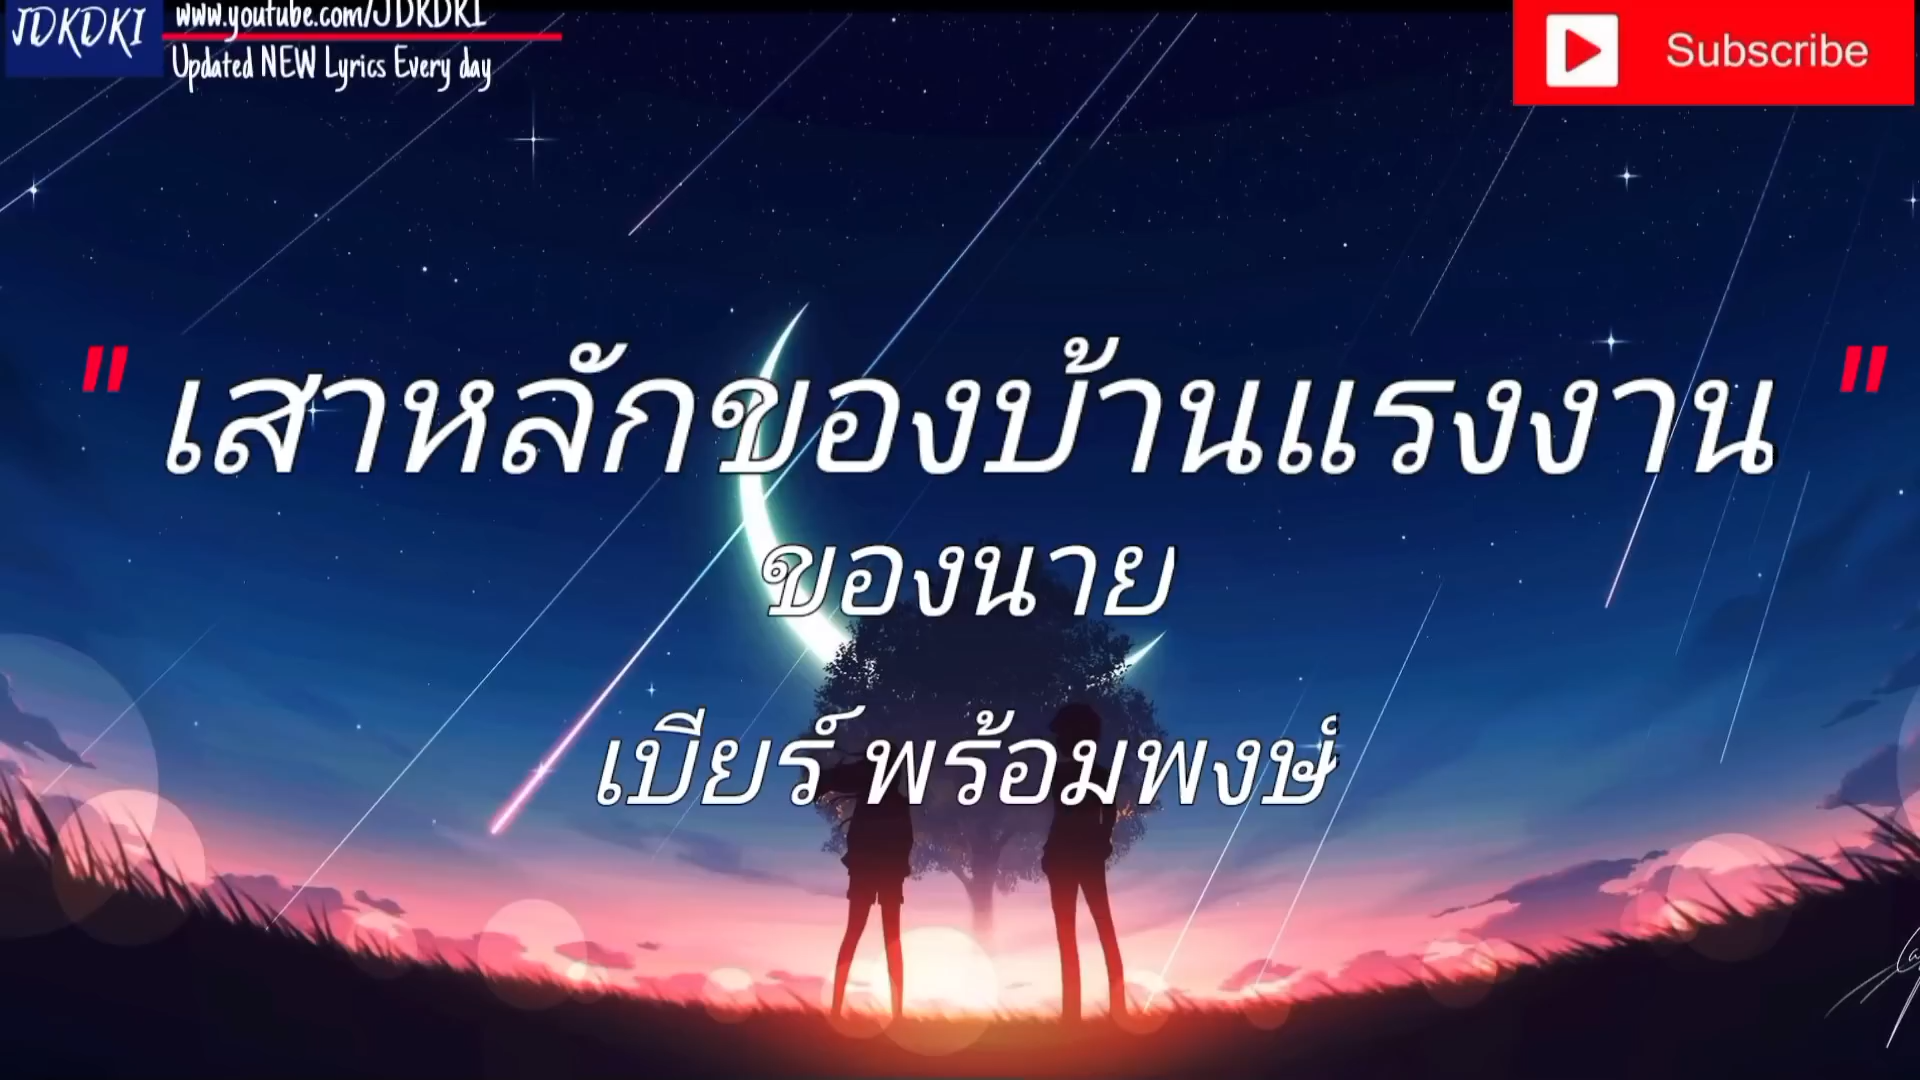 JDKDKI
www.youtube.com/JDKDKI
Updated NEW Lyrics Every day
Subscribe
" เสาหลักของบ้านแรงงาน "
ของนาย
เบียร์ พร้อมพงษ์